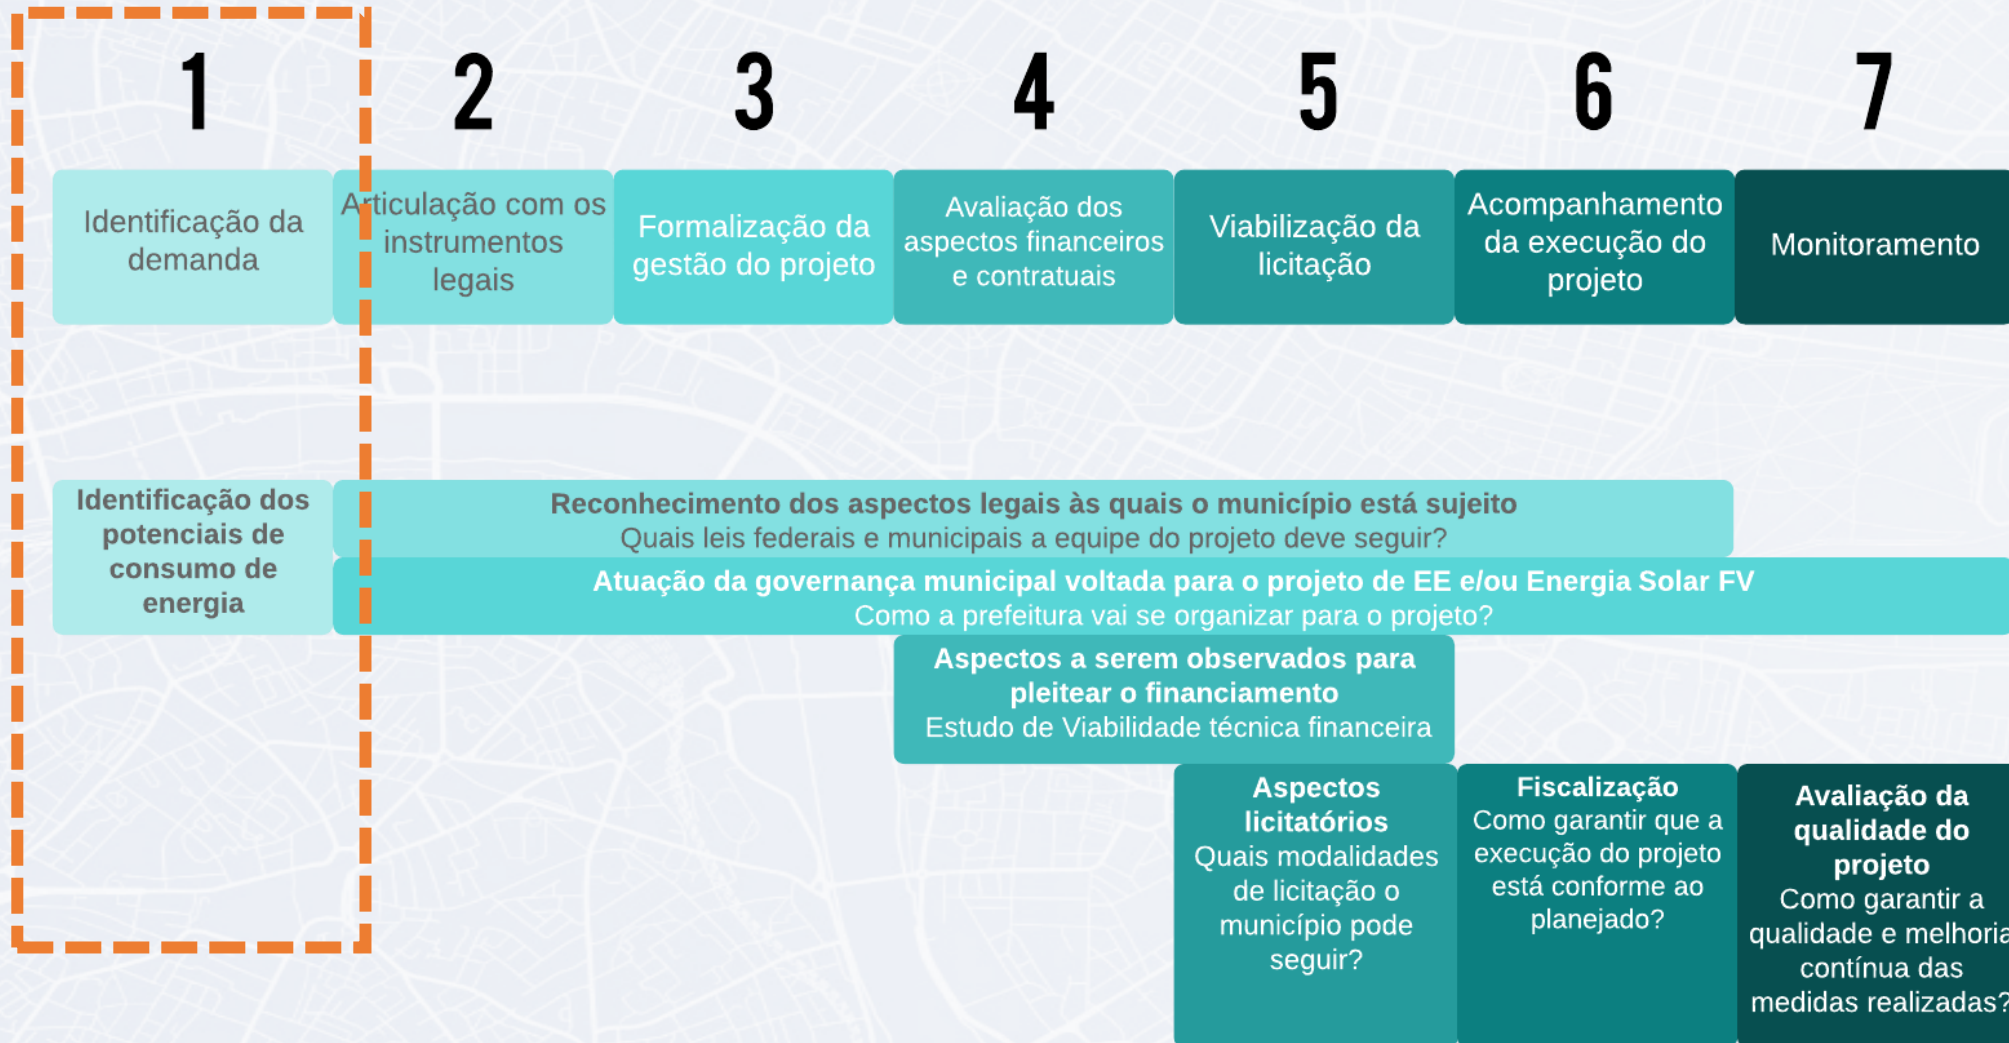 1
2
3
4
5
6
7
Identificação da
demanda
Articulação com os
instrumentos
legais
Formalização da
gestão do projeto
Avaliação dos
aspectos financeiros
e contratuais
Viabilização da
licitação
Acompanhamento
da execução do
projeto
Monitoramento
Identificação dos
potenciais de
consumo de
energia
Reconhecimento dos aspectos legais às quais o município está sujeito
Quais leis federais e municipais a equipe do projeto deve seguir?
Atuação da governança municipal voltada para o projeto de EE e/ou Energia Solar FV
Como a prefeitura vai se organizar para o projeto?
Aspectos a serem observados para
pleitear o financiamento
Estudo de Viabilidade técnica financeira
Aspectos
licitatórios
Quais modalidades
de licitação o
município pode
seguir?
Fiscalização
Como garantir que a
execução do projeto
está conforme ao
planejado?
Avaliação da
qualidade do
projeto
Como garantir a
qualidade e melhoria
contínua das
medidas realizadas?